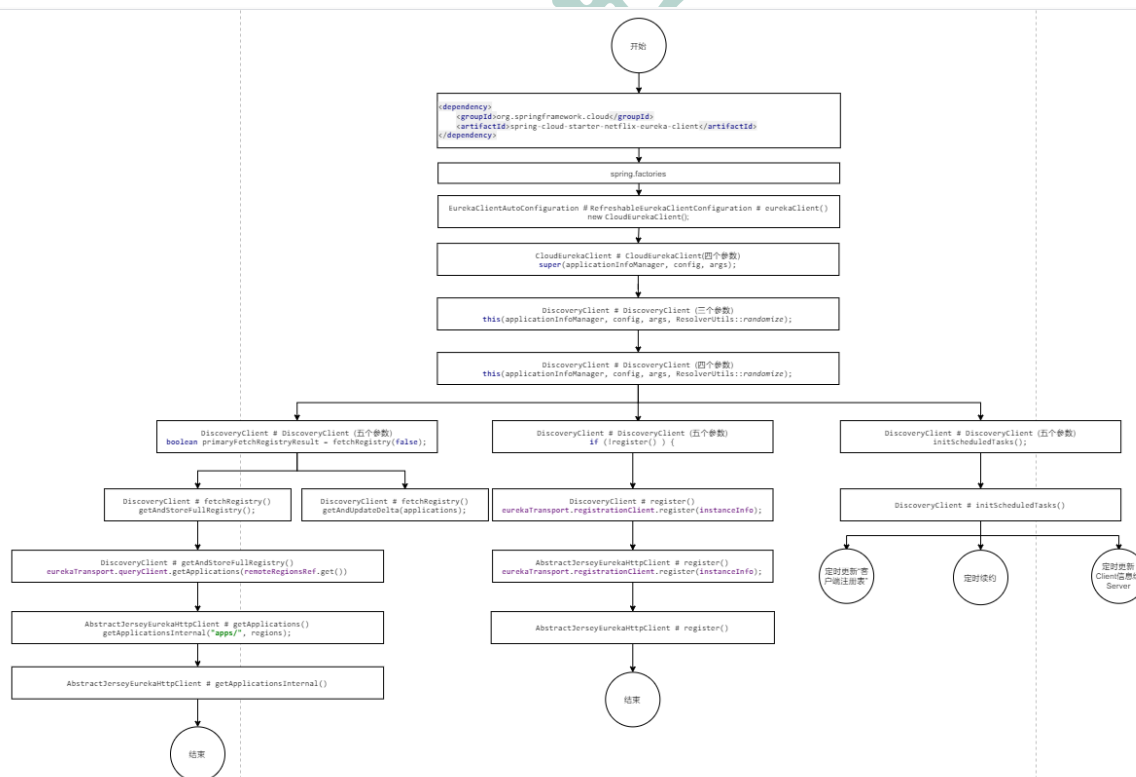 开始
<dependency>
<groupId>org.springframework.cloud</groupId>
<artifactId>spring-cloud-starter-netflix-eureka-client</artifactId>
</dependency>
spring.factories
EurekaClientAutoConfiguration # RefreshableEurekaClientConfiguration # eurekaClient()
new CloudEurekaClient();
CloudEurekaClient # CloudEurekaClient(四个参数)
super(applicationInfoManager, config, args);
DiscoveryClient # DiscoveryClient (三个参数)
this(applicationInfoManager, config, args, ResolverUtils::randomize);
DiscoveryClient # DiscoveryClient (四个参数)
this(applicationInfoManager, config, args, ResolverUtils::randomize);
DiscoveryClient # DiscoveryClient (五个参数)
boolean primaryFetchRegistryResult = fetchRegistry(false);
DiscoveryClient # DiscoveryClient (五个参数)
if (!register() ) {
DiscoveryClient # DiscoveryClient (五个参数)
initScheduledTasks();
DiscoveryClient # fetchRegistry()
getAndStoreFullRegistry();
DiscoveryClient # fetchRegistry()
getAndUpdateDelta(applications);
DiscoveryClient # register()
eurekaTransport.registrationClient.register(instanceInfo);
DiscoveryClient # initScheduledTasks()
DiscoveryClient # getAndStoreFullRegistry()
eurekaTransport.queryClient.getApplications(remoteRegionsRef.get())
AbstractJerseyEurekaHttpClient # register()
eurekaTransport.registrationClient.register(instanceInfo);
定时更新“客
户端注册表”
定时续约
定时更新
Client信息给
Server
AbstractJerseyEurekaHttpClient # getApplications()
getApplicationsInternal("apps/", regions);
AbstractJerseyEurekaHttpClient # register()
AbstractJerseyEurekaHttpClient # getApplicationsInternal()
结束
结束